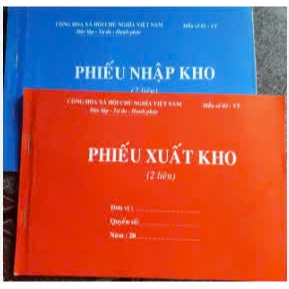 CỘNG HÒA XÃ HỘI CHỦ NGHĨA VIỆT NAM
Mẫu số 01 - VT
Độc lập - Tự do - Hạnh phúc
PHIẾU NHẬP KHO
(2 liên)
CỘNG HÒA XÃ HỘI CHỦ NGHĨA VIỆT NAM
Mẫu số 02 - VT
Độc lập - Tự do - Hạnh phúc
PHIẾU XUẤT KHO
(2 liên)
Đơn vị :
Quyển số:
Năm : 20